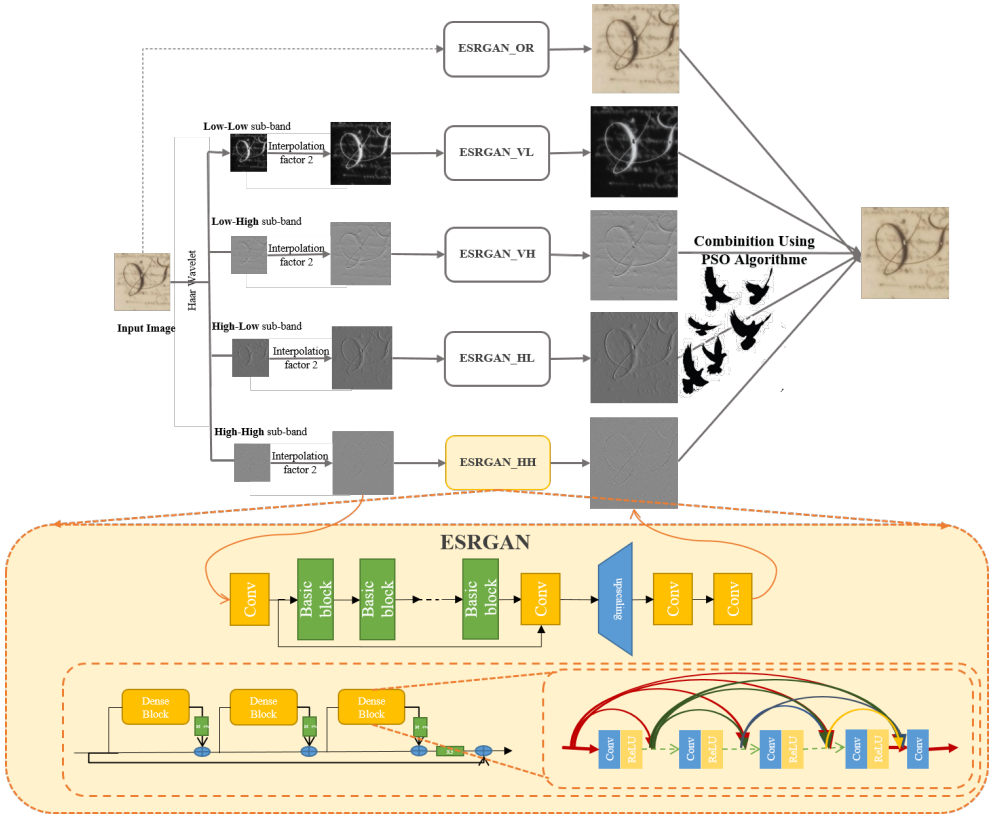 ESRGAN_OR
Low-Low sub-band
Interpolation
factor 2
ESRGAN_VL
Low-High sub-band
Interpolation
factor 2
ESRGAN_VH
Combinition Using
PSO Algorithme
Haar Wavelet
Input Image
High-Low sub-band
Interpolation
factor 2
ESRGAN_HL
High-High sub-band
Interpolation
factor 2
ESRGAN_HH
ESRGAN
Conv
Basic
block
Basic
block
Basic
block
Conv
upscaling
Conv
Conv
Dense
Block
Dense
Block
Dense
Block
Conv
ReLU
Conv
ReLU
Conv
ReLU
Conv
ReLU
Conv